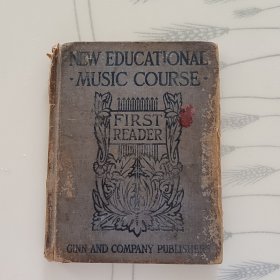 NEW EDUCATIONAL
· MUSIC COURSE ·
FIRST
READER
GINN AND COMPANY PUBLISHERS